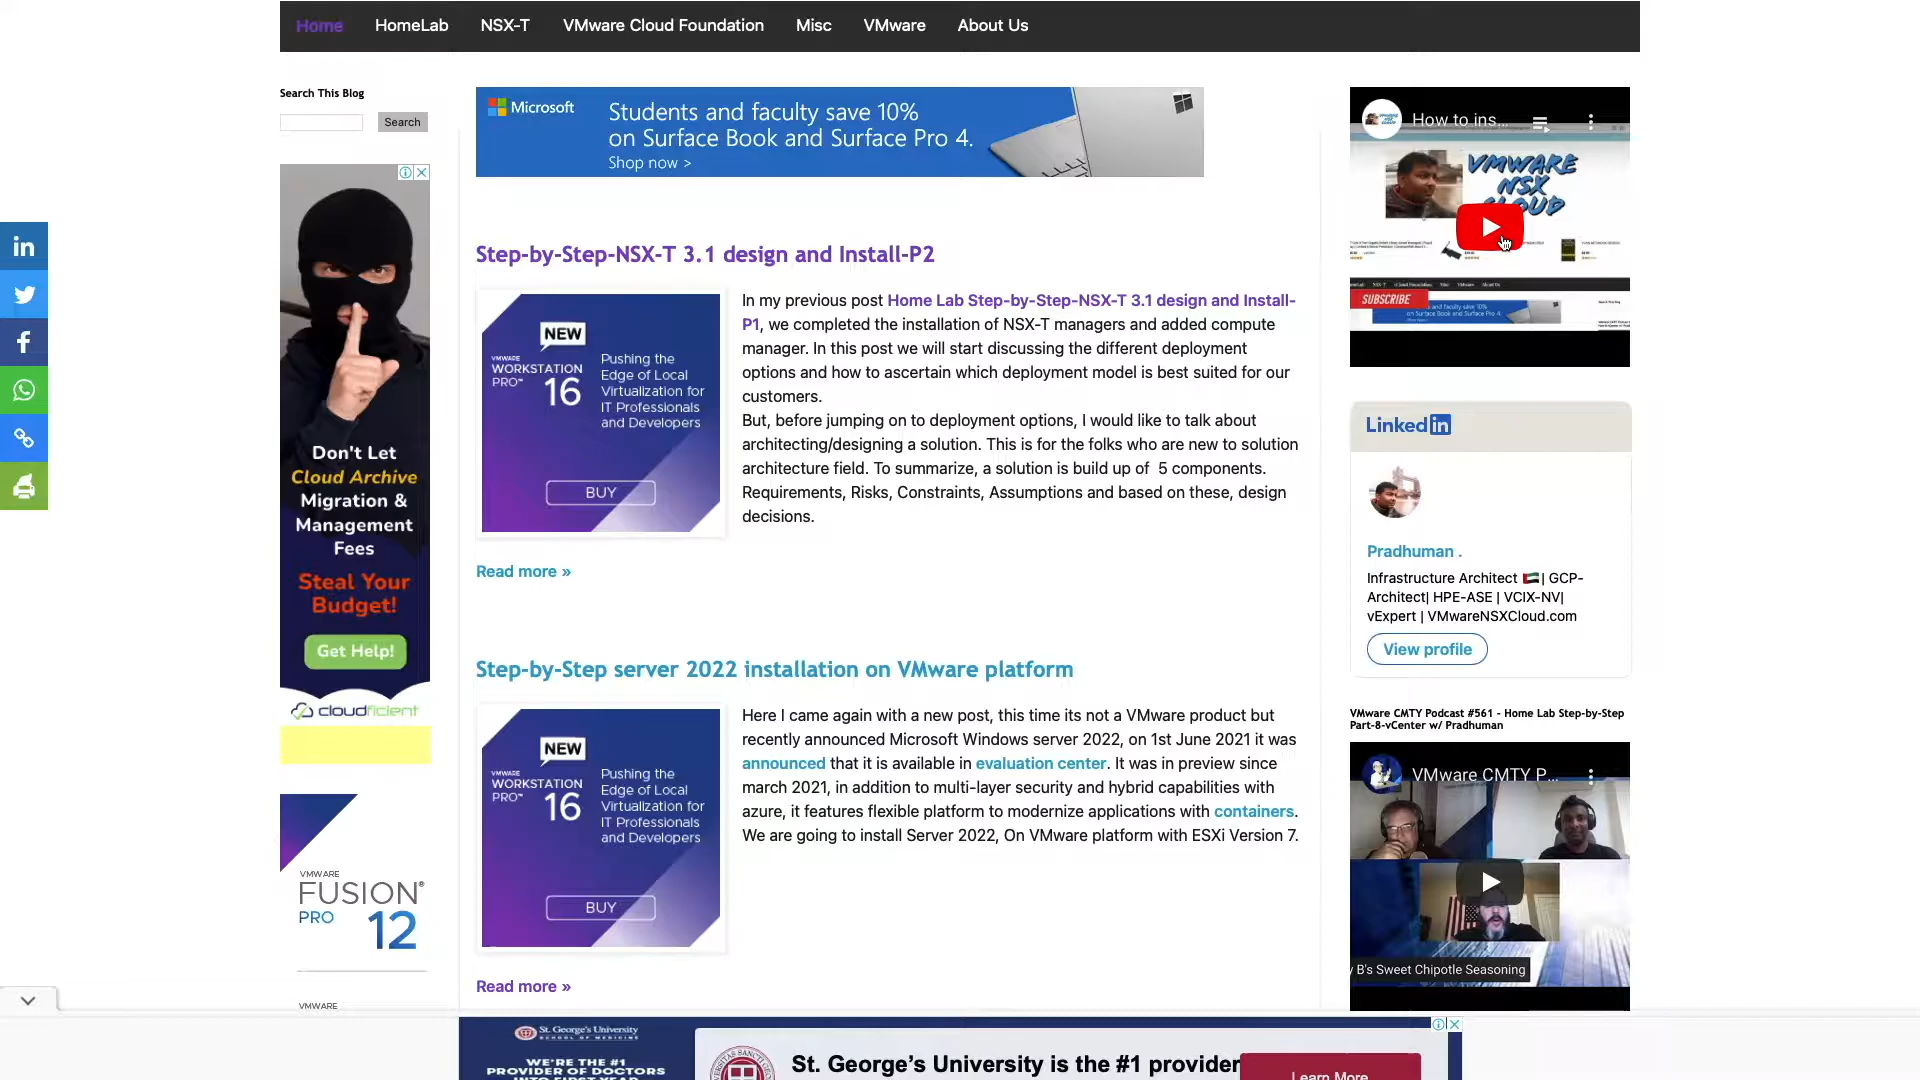 Home HomeLab NSX-T VMware Cloud Foundation Misc VMware About Us
Search This Blog
Search
Don't Let
Cloud Archive
Migration &
Management
Fees
Steal Your
Budget!
Get Help!
cloudficient
VMWARE
FUSION®
PRO 12
VMWARE
Microsoft
Students and faculty save 10%
on Surface Book and Surface Pro 4.
Shop now >
Step-by-Step-NSX-T 3.1 design and Install-P2
NEW
VMWARE
WORKSTATION
PRO™ 16
Pushing the
Edge of Local
Virtualization for
IT Professionals
and Developers
BUY
In my previous post Home Lab Step-by-Step-NSX-T 3.1 design and Install-
P1, we completed the installation of NSX-T managers and added compute
manager. In this post we will start discussing the different deployment
options and how to ascertain which deployment model is best suited for our
customers.
But, before jumping on to deployment options, I would like to talk about
architecting/designing a solution. This is for the folks who are new to solution
architecture field. To summarize, a solution is build up of 5 components.
Requirements, Risks, Constraints, Assumptions and based on these, design
decisions.
Read more »
Step-by-Step server 2022 installation on VMware platform
NEW
VMWARE
WORKSTATION
PRO™ 16
Pushing the
Edge of Local
Virtualization for
IT Professionals
and Developers
BUY
Here I came again with a new post, this time its not a VMware product but
recently announced Microsoft Windows server 2022, on 1st June 2021 it was
announced that it is available in evaluation center. It was in preview since
march 2021, in addition to multi-layer security and hybrid capabilities with
azure, it features flexible platform to modernize applications with containers.
We are going to install Server 2022, On VMware platform with ESXi Version 7.
Read more »
How to ins...
VMWARE
NSX
CLOUD
SUBSCRIBE
Linked in
Pradhuman .
Infrastructure Architect 🇦🇪| GCP-
Architect| HPE-ASE | VCIX-NV|
vExpert | VMwareNSXCloud.com
View profile
VMware CMTY Podcast #561 - Home Lab Step-by-Step
Part-8-vCenter w/ Pradhuman
VMware CMTY P...
y B's Sweet Chipotle Seasoning
St. George's University
SCHOOL OF MEDICINE
WE'RE THE #1
PROVIDER OF DOCTORS
St. George's University is the #1 provider
Learn More